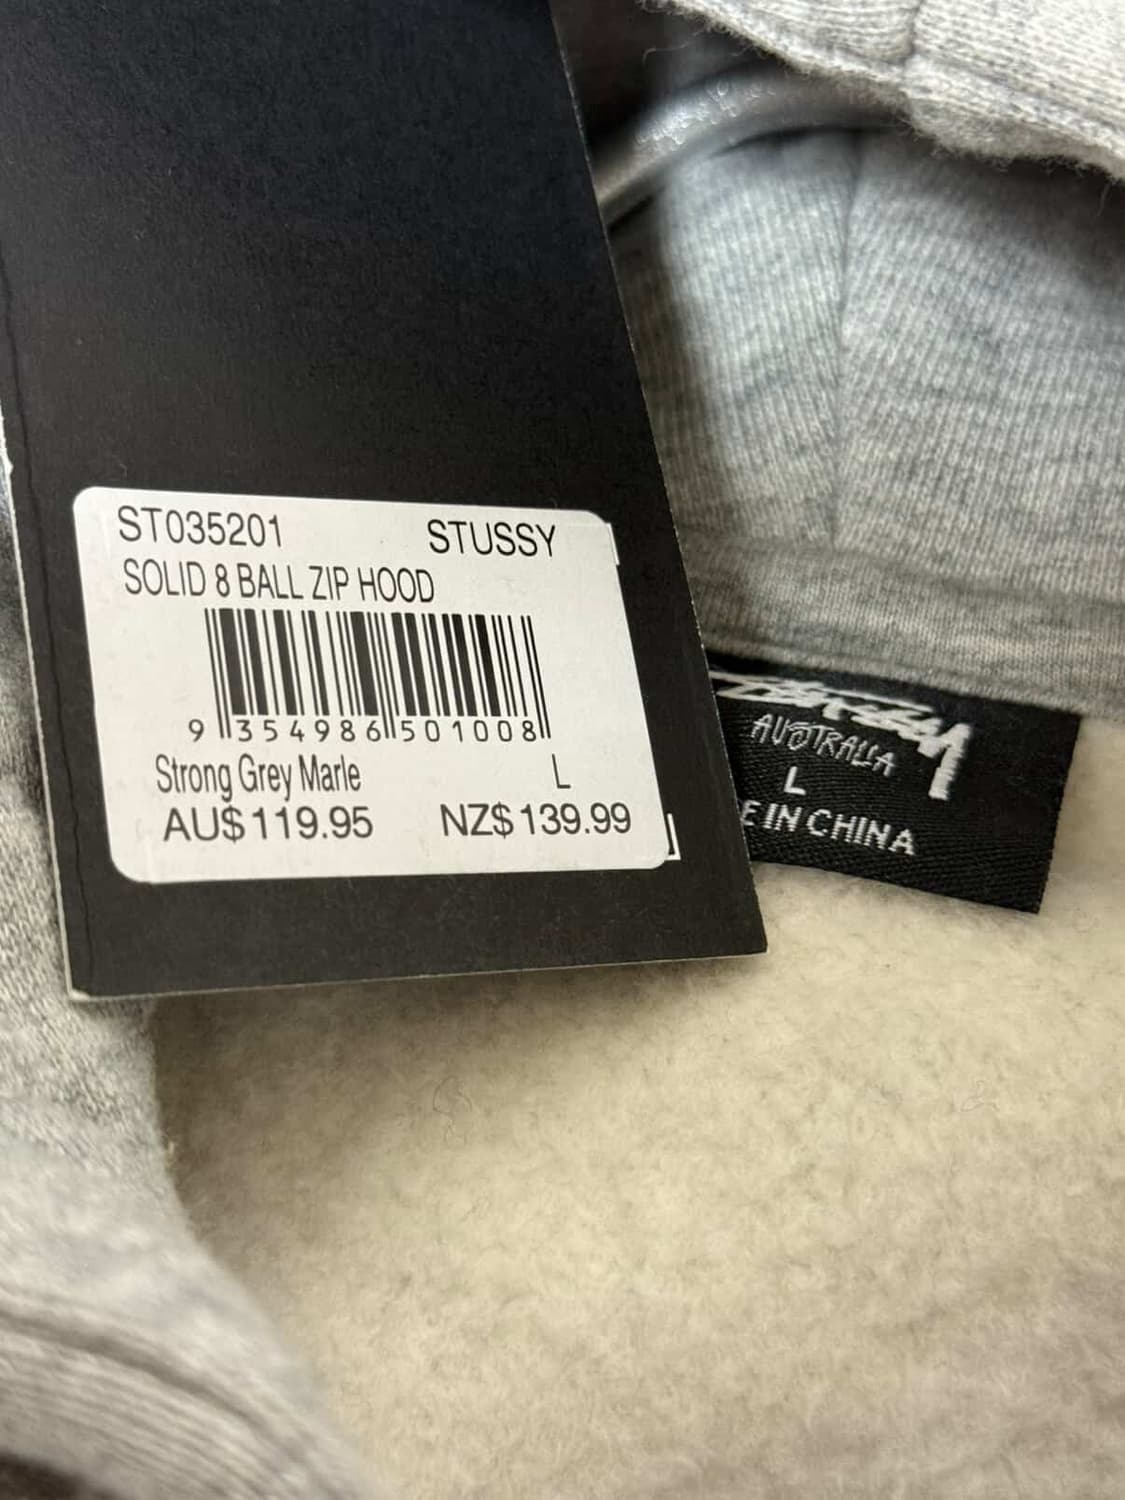 ST035201 STUSSY
SOLID 8 BALL ZIP HOOD
9 354986 501008
Strong Grey Marle L
AU$119.95 NZ$139.99
Stüssy
AUSTRALIA
L
E IN CHINA